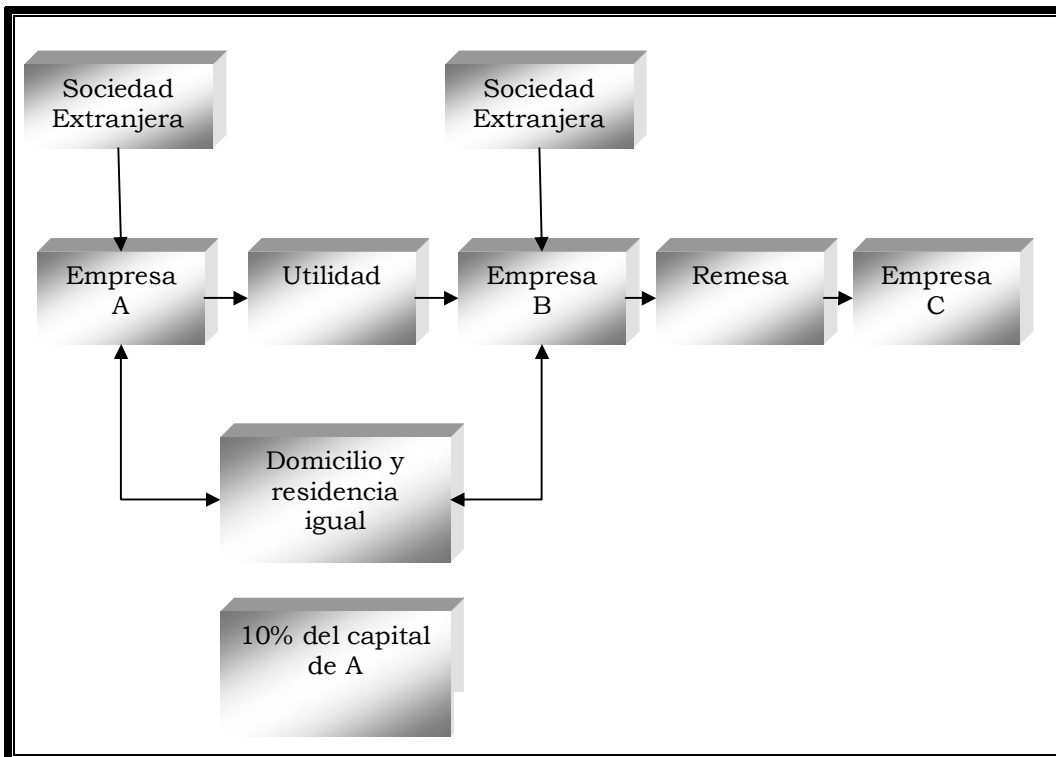 Sociedad
Extranjera
Sociedad
Extranjera
Empresa
A
Utilidad
Empresa
B
Remesa
Empresa
C
Domicilio y
residencia
igual
10% del capital
de A